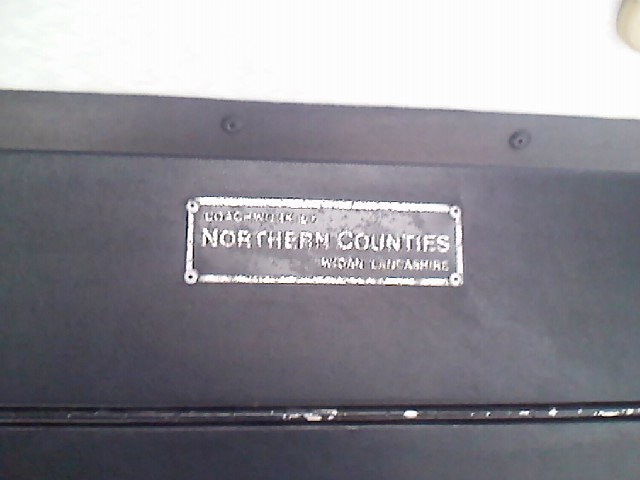 COACHWORK BY
NORTHERN COUNTIES
WIGAN LANCASHIRE